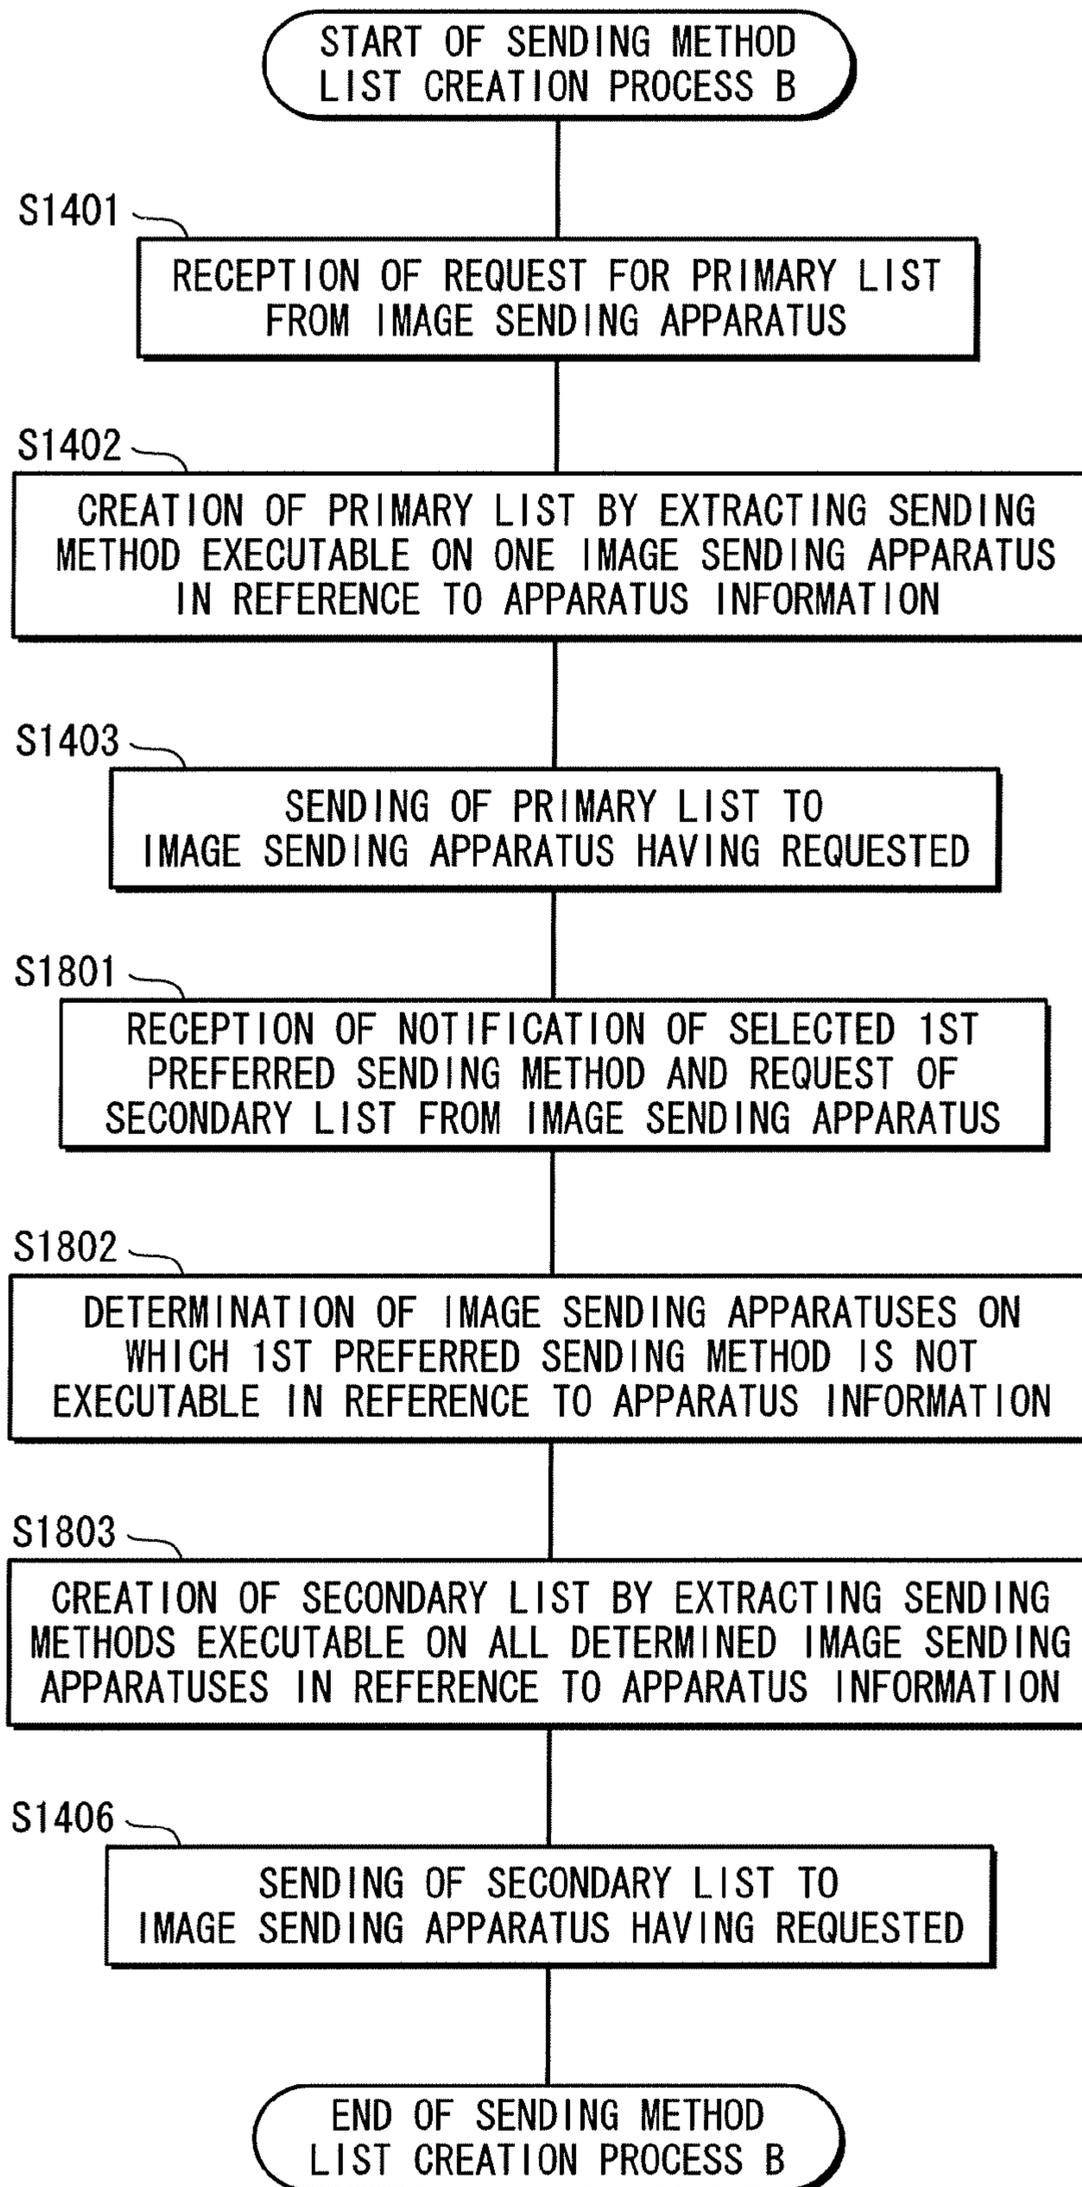 START OF SENDING METHOD
LIST CREATION PROCESS B
S1401
RECEPTION OF REQUEST FOR PRIMARY LIST
FROM IMAGE SENDING APPARATUS
S1402
CREATION OF PRIMARY LIST BY EXTRACTING SENDING
METHOD EXECUTABLE ON ONE IMAGE SENDING APPARATUS
IN REFERENCE TO APPARATUS INFORMATION
S1403
SENDING OF PRIMARY LIST TO
IMAGE SENDING APPARATUS HAVING REQUESTED
S1801
RECEPTION OF NOTIFICATION OF SELECTED 1ST
PREFERRED SENDING METHOD AND REQUEST OF
SECONDARY LIST FROM IMAGE SENDING APPARATUS
S1802
DETERMINATION OF IMAGE SENDING APPARATUSES ON
WHICH 1ST PREFERRED SENDING METHOD IS NOT
EXECUTABLE IN REFERENCE TO APPARATUS INFORMATION
S1803
CREATION OF SECONDARY LIST BY EXTRACTING SENDING
METHODS EXECUTABLE ON ALL DETERMINED IMAGE SENDING
APPARATUSES IN REFERENCE TO APPARATUS INFORMATION
S1406
SENDING OF SECONDARY LIST TO
IMAGE SENDING APPARATUS HAVING REQUESTED
END OF SENDING METHOD
LIST CREATION PROCESS B